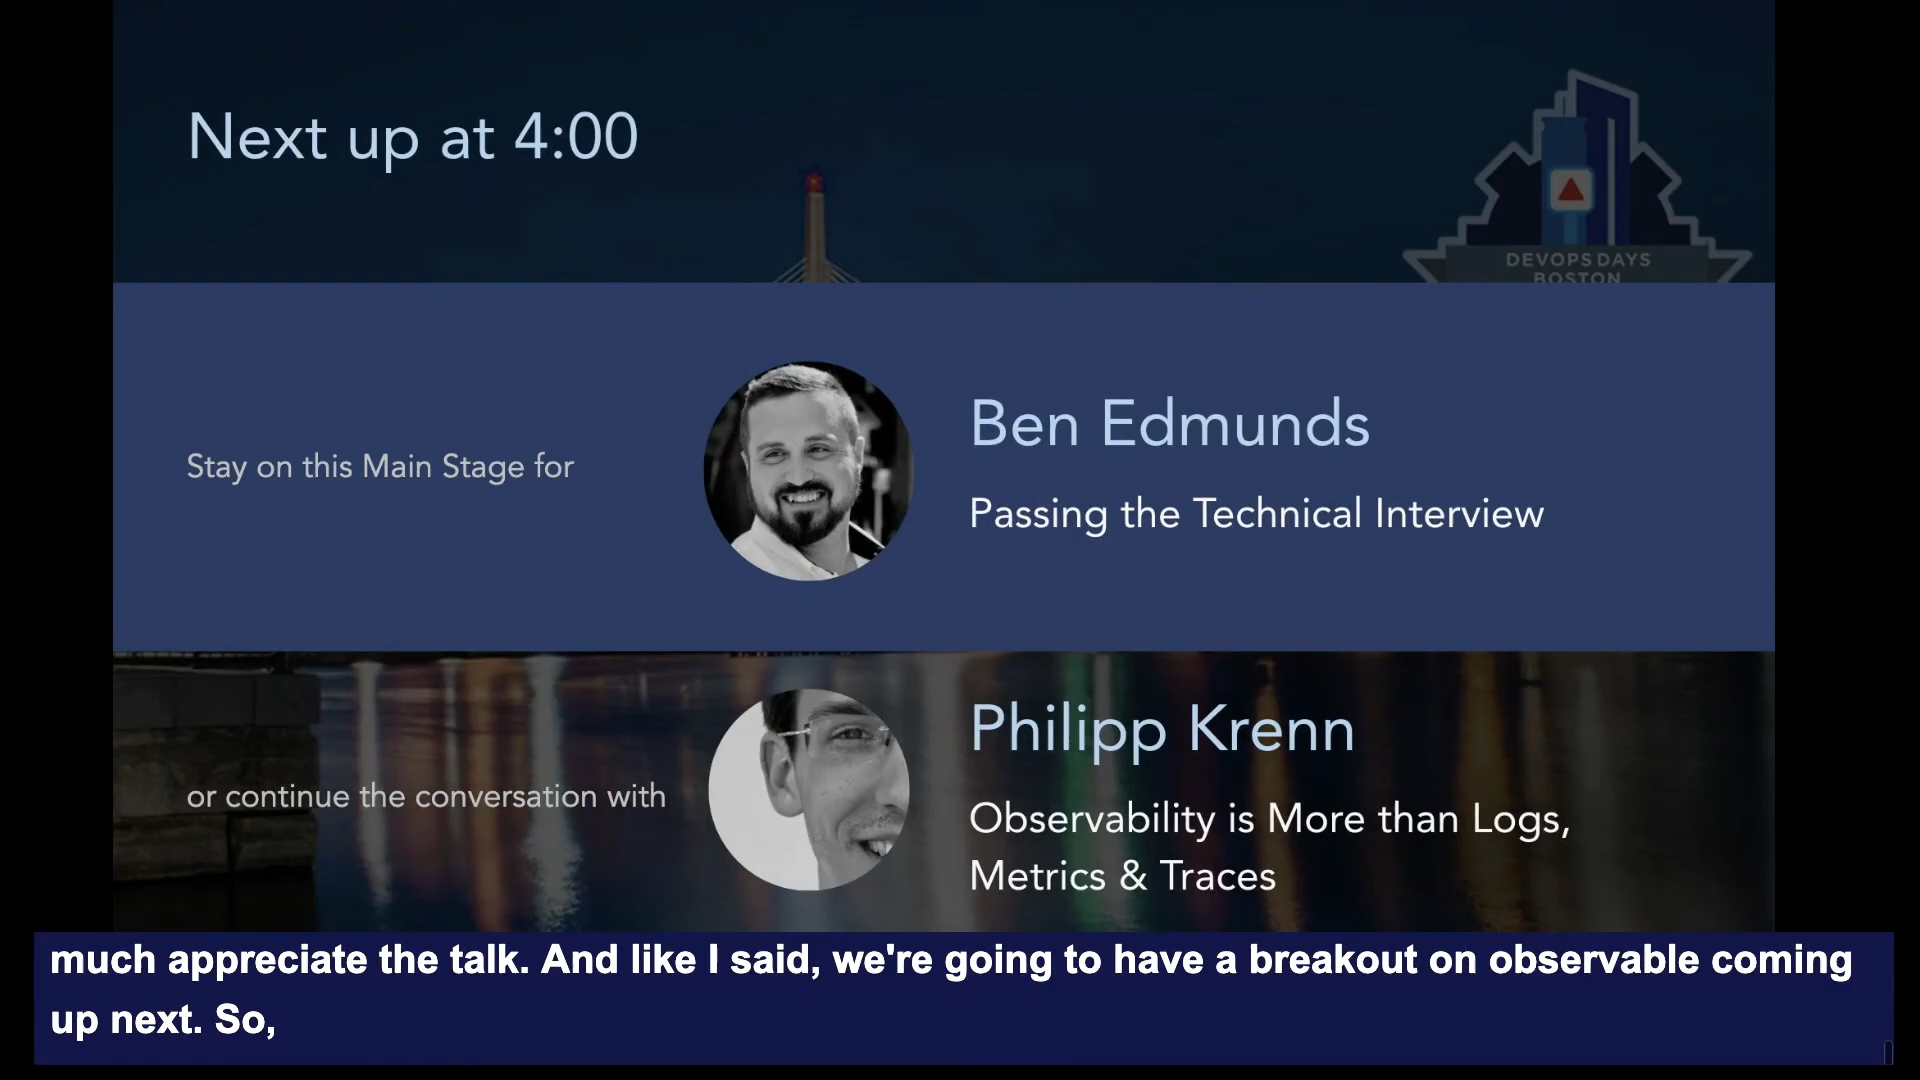 Next up at 4:00
DEVOPSDAYS
BOSTON
Stay on this Main Stage for
Ben Edmunds
Passing the Technical Interview
or continue the conversation with
Philipp Krenn
Observability is More than Logs,
Metrics & Traces
much appreciate the talk. And like I said, we're going to have a breakout on observable coming
up next. So,